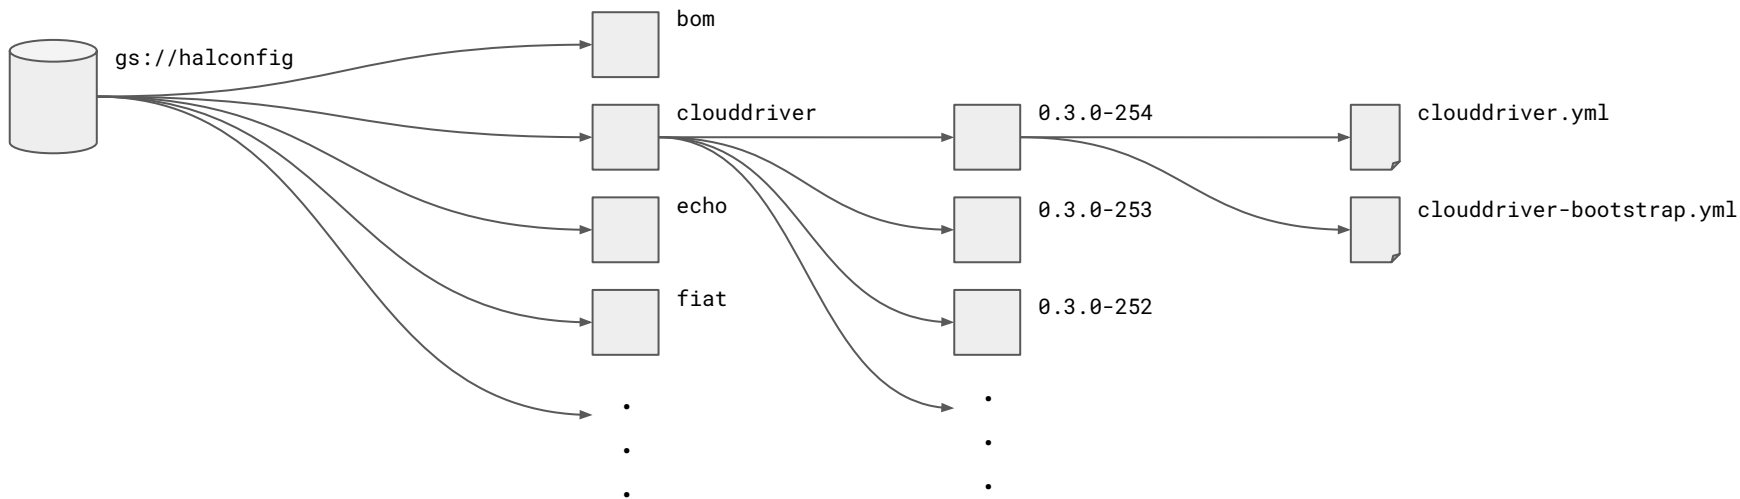 gs://halconfig
bom
clouddriver
echo
fiat
0.3.0-254
0.3.0-253
0.3.0-252
clouddriver.yml
clouddriver-bootstrap.yml